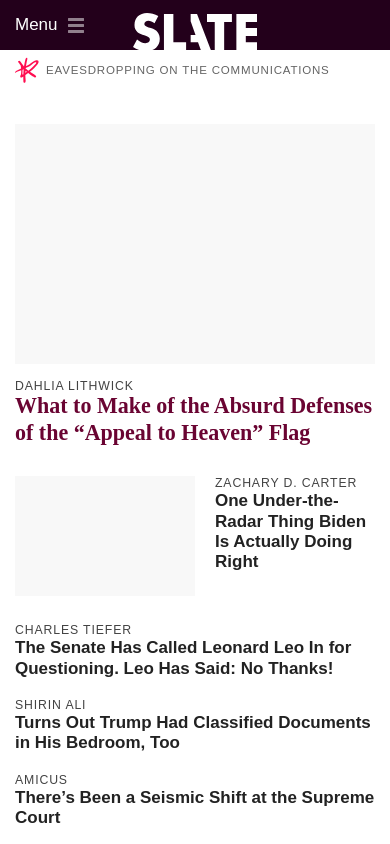 Menu
SLATE
EAVESDROPPING ON THE COMMUNICATIONS
DAHLIA LITHWICK
What to Make of the Absurd Defenses
of the “Appeal to Heaven” Flag
ZACHARY D. CARTER
One Under-the-
Radar Thing Biden
Is Actually Doing
Right
CHARLES TIEFER
The Senate Has Called Leonard Leo In for
Questioning. Leo Has Said: No Thanks!
SHIRIN ALI
Turns Out Trump Had Classified Documents
in His Bedroom, Too
AMICUS
There’s Been a Seismic Shift at the Supreme
Court